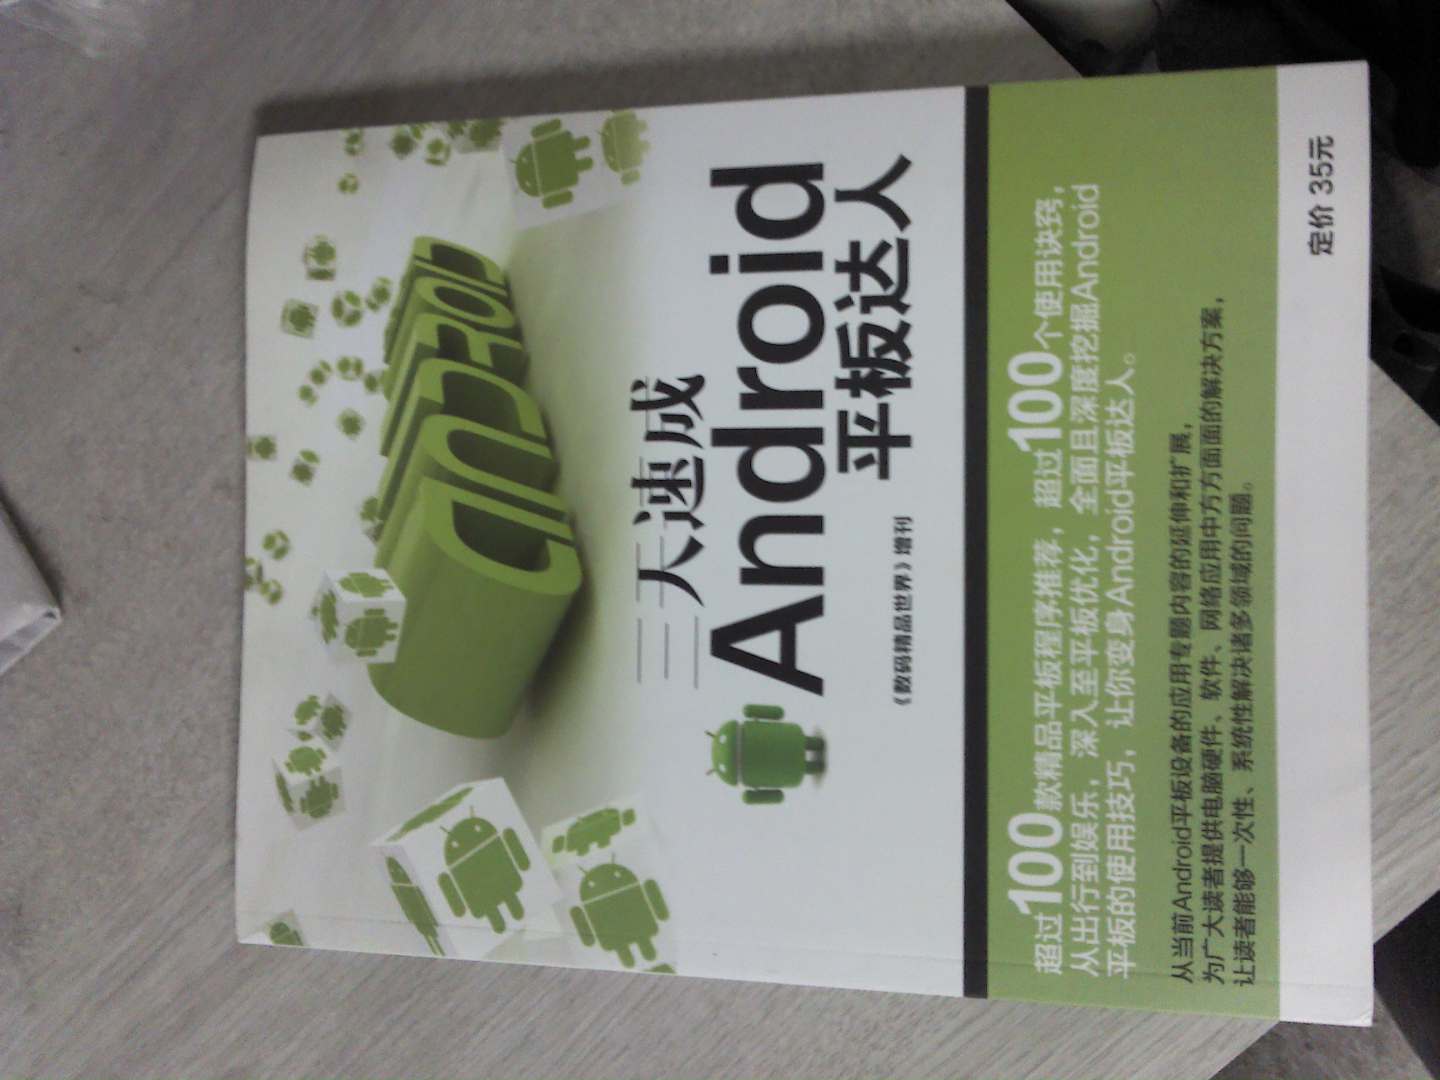 ANDROID
三天速成
Android
平板达人
《数码精品世界》增刊
超过100款精品平板程序推荐，超过100个使用诀窍，
从出行到娱乐，深入至平板优化，全面且深度挖掘Android
平板的使用技巧，让你变身Android平板达人。
从当前Android平板设备的应用专题内容的延伸和扩展，
为广大读者提供电脑硬件、软件、网络应用中方方面面的解决方案，
让读者能够一次性、系统性解决诸多领域的问题。
定价 35元